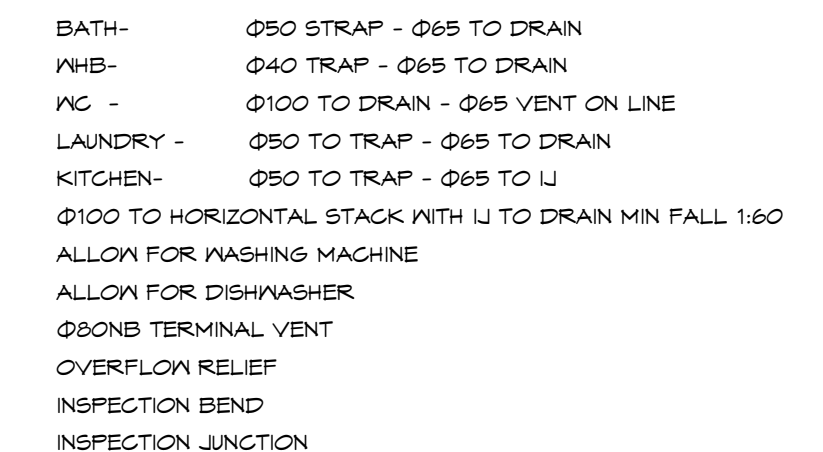 BATH- Φ50 STRAP - Φ65 TO DRAIN
WHB- Φ40 TRAP - Φ65 TO DRAIN
WC - Φ100 TO DRAIN - Φ65 VENT ON LINE
LAUNDRY - Φ50 TO TRAP - Φ65 TO DRAIN
KITCHEN- Φ50 TO TRAP - Φ65 TO IJ
Φ100 TO HORIZONTAL STACK WITH IJ TO DRAIN MIN FALL 1:60
ALLOW FOR WASHING MACHINE
ALLOW FOR DISHWASHER
Φ80NB TERMINAL VENT
OVERFLOW RELIEF
INSPECTION BEND
INSPECTION JUNCTION